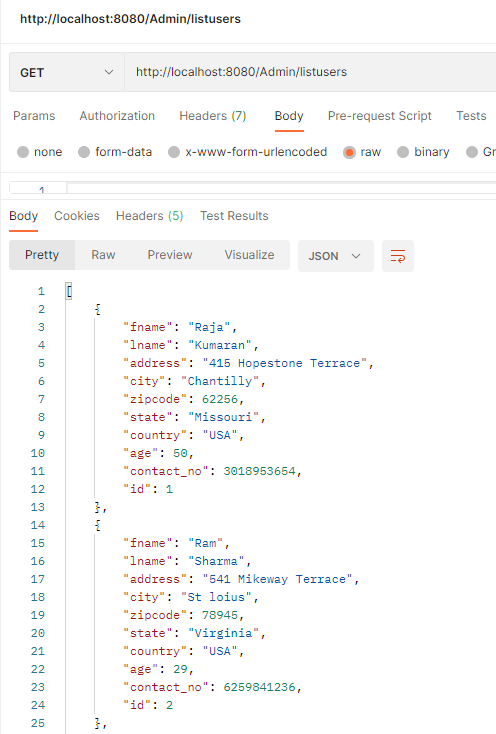 http://localhost:8080/Admin/listusers
GET http://localhost:8080/Admin/listusers
Params Authorization Headers (7) Body Pre-request Script Tests
none form-data x-www-form-urlencoded raw binary Gr
1
Body Cookies Headers (5) Test Results
Pretty Raw Preview Visualize JSON
1 [
2 {
3 "fname": "Raja",
4 "lname": "Kumaran",
5 "address": "415 Hopestone Terrace",
6 "city": "Chantilly",
7 "zipcode": 62256,
8 "state": "Missouri",
9 "country": "USA",
10 "age": 50,
11 "contact_no": 3018953654,
12 "id": 1
13 },
14 {
15 "fname": "Ram",
16 "lname": "Sharma",
17 "address": "541 Mikeway Terrace",
18 "city": "St loius",
19 "zipcode": 78945,
20 "state": "Virginia",
21 "country": "USA",
22 "age": 29,
23 "contact_no": 6259841236,
24 "id": 2
25 },